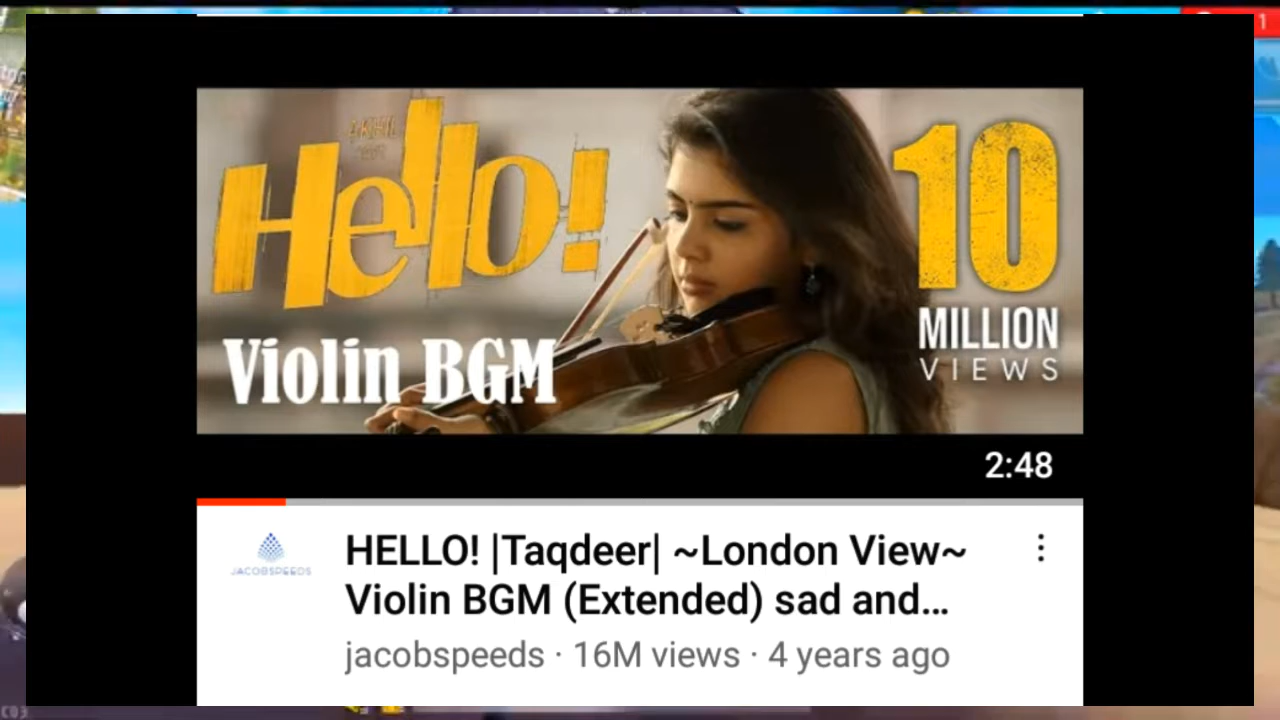 1
Hello!
10
MILLION
VIEWS
Violin BGM
2:48
JACOBSPEEDS
HELLO! |Taqdeer| ~London View~
Violin BGM (Extended) sad and...
jacobspeeds · 16M views · 4 years ago